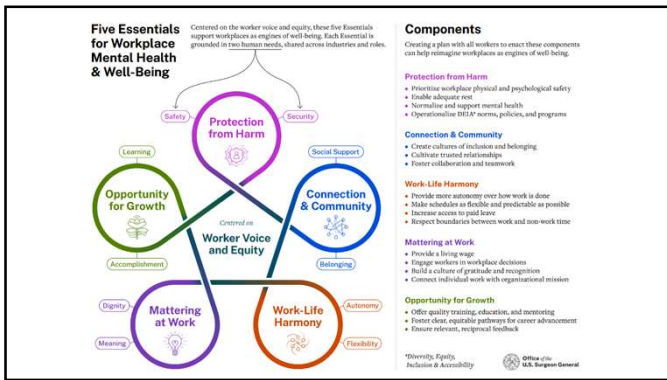 Five Essentials
for Workplace
Mental Health
& Well-Being
Centered on the worker voice and equity, these five Essentials
support workplaces as engines of well-being. Each Essential is
grounded in two human needs, shared across industries and roles.
Safety
Security
Protection
from Harm
Learning
Social Support
Opportunity
for Growth
Connection
& Community
Centered on
Worker Voice
and Equity
Accomplishment
Belonging
Dignity
Autonomy
Mattering
at Work
Work-Life
Harmony
Meaning
Flexibility
Components
Creating a plan with all workers to enact these components
can help reimagine workplaces as engines of well-being.
Protection from Harm
• Prioritize workplace physical and psychological safety
• Enable adequate rest
• Normalize and support mental health
• Operationalize DEIA* norms, policies, and programs
Connection & Community
• Create cultures of inclusion and belonging
• Cultivate trusted relationships
• Foster collaboration and teamwork
Work-Life Harmony
• Provide more autonomy over how work is done
• Make schedules as flexible and predictable as possible
• Increase access to paid leave
• Respect boundaries between work and non-work time
Mattering at Work
• Provide a living wage
• Engage workers in workplace decisions
• Build a culture of gratitude and recognition
• Connect individual work with organizational mission
Opportunity for Growth
• Offer quality training, education, and mentoring
• Foster clear, equitable pathways for career advancement
• Ensure relevant, reciprocal feedback
*Diversity, Equity,
Inclusion & Accessibility
Office of the
U.S. Surgeon General